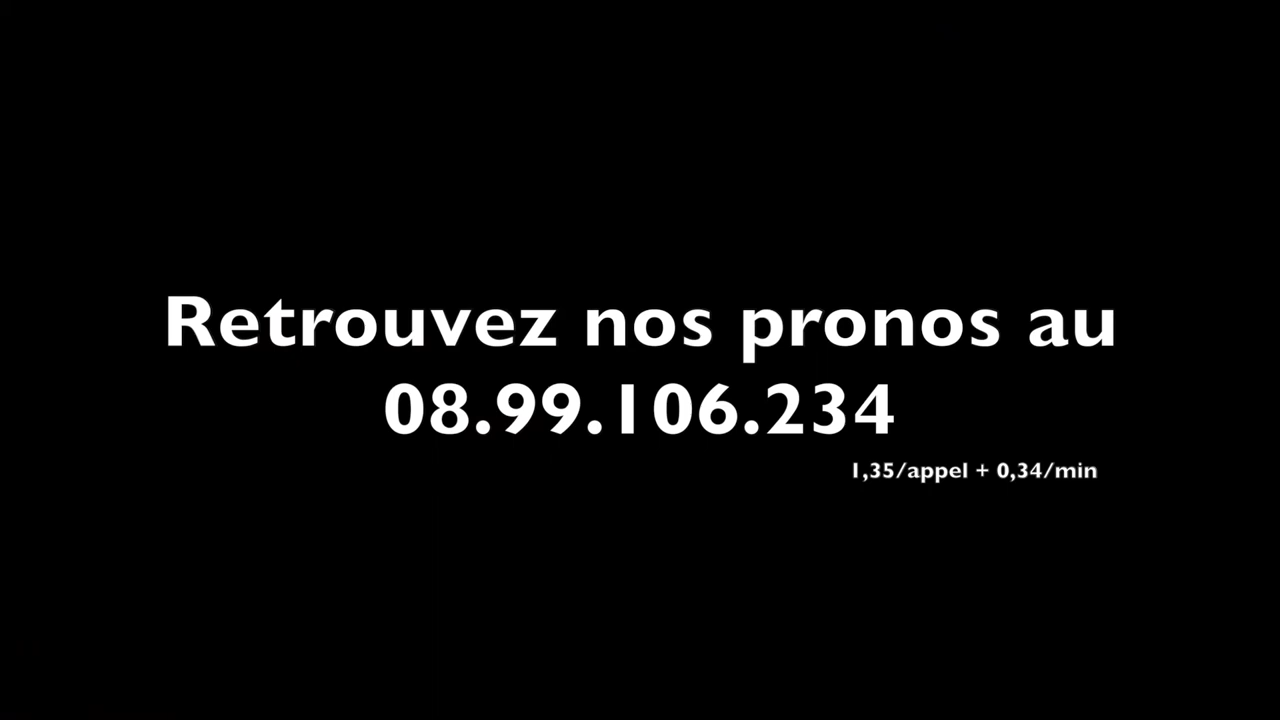 Retrouvez nos pronos au
08.99.106.234
1,35/appel + 0,34/min